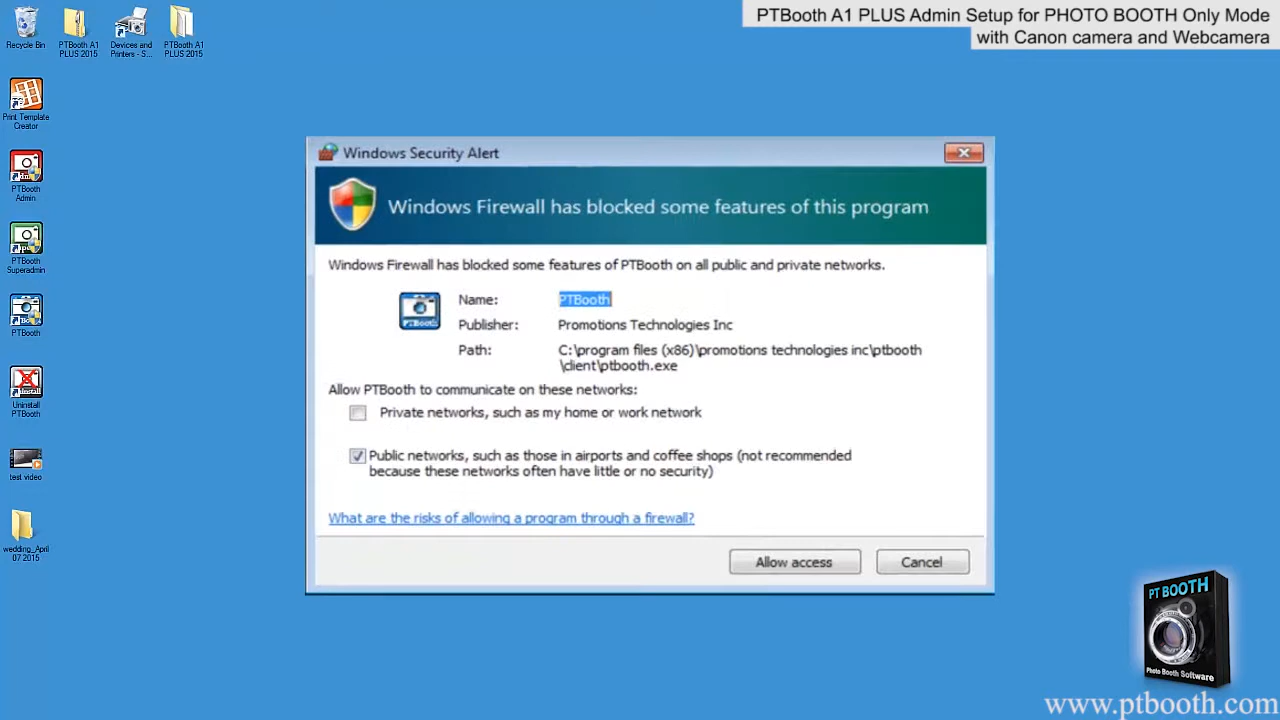 PTBooth A1 PLUS Admin Setup for PHOTO BOOTH Only Mode
with Canon camera and Webcamera
Recycle Bin
PTBooth A1
PLUS 2015
Devices and
Printers - S...
PTBooth A1
PLUS 2015
Print Template
Creator
PTBooth
Admin
PTBooth
Superadmin
PTBooth
Uninstall
PTBooth
test video
wedding_April
07 2015
Windows Security Alert
Windows Firewall has blocked some features of this program
Windows Firewall has blocked some features of PTBooth on all public and private networks.
PTBooth
Name: PTBooth
Publisher: Promotions Technologies Inc
Path: C:\program files (x86)\promotions technologies inc\ptbooth
\client\ptbooth.exe
Allow PTBooth to communicate on these networks:
Private networks, such as my home or work network
Public networks, such as those in airports and coffee shops (not recommended
because these networks often have little or no security)
What are the risks of allowing a program through a firewall?
Allow access
Cancel
PT BOOTH
Photo Booth Software
www.ptbooth.com